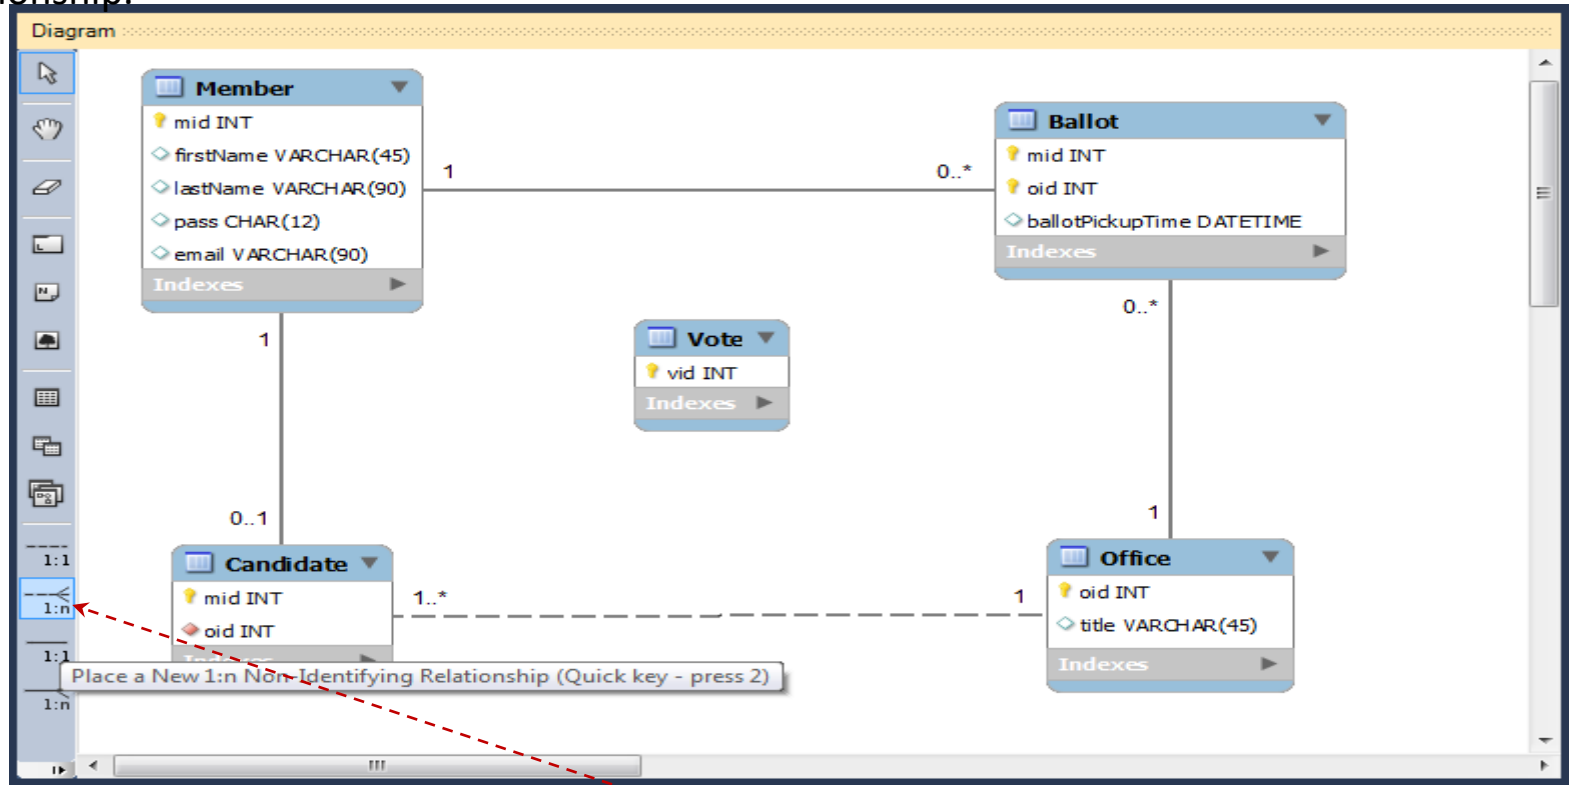 onship.
Diagram
Member
mid INT
firstName VARCHAR(45)
lastName VARCHAR(90)
pass CHAR(12)
email VARCHAR(90)
Indexes
1
0..*
Ballot
mid INT
oid INT
ballotPickupTime DATETIME
Indexes
0..*
1
Vote
vid INT
Indexes
0..1
1
Candidate
mid INT
oid INT
Indexes
1..*
1
Office
oid INT
title VARCHAR(45)
Indexes
1:1
1:n
1:1
Place a New 1:n Non-Identifying Relationship (Quick key - press 2)
1:n